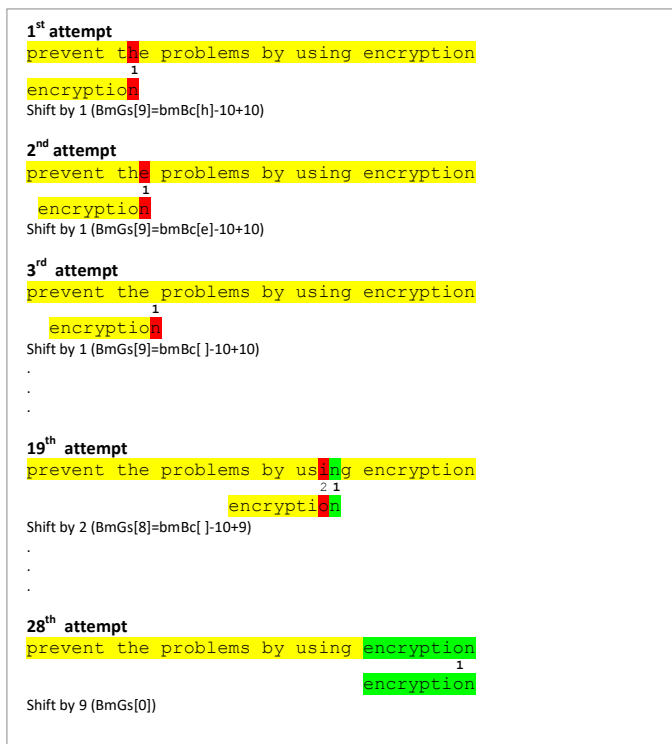 1st attempt
prevent the problems by using encryption
1
encryption
Shift by 1 (BmGs[9]=bmBc[h]-10+10)
2nd attempt
prevent the problems by using encryption
1
encryption
Shift by 1 (BmGs[9]=bmBc[e]-10+10)
3rd attempt
prevent the problems by using encryption
1
encryption
Shift by 1 (BmGs[9]=bmBc[ ]-10+10)
.
.
.
19th attempt
prevent the problems by using encryption
2 1
encryption
Shift by 2 (BmGs[8]=bmBc[ ]-10+9)
.
.
.
28th attempt
prevent the problems by using encryption
1
encryption
Shift by 9 (BmGs[0])